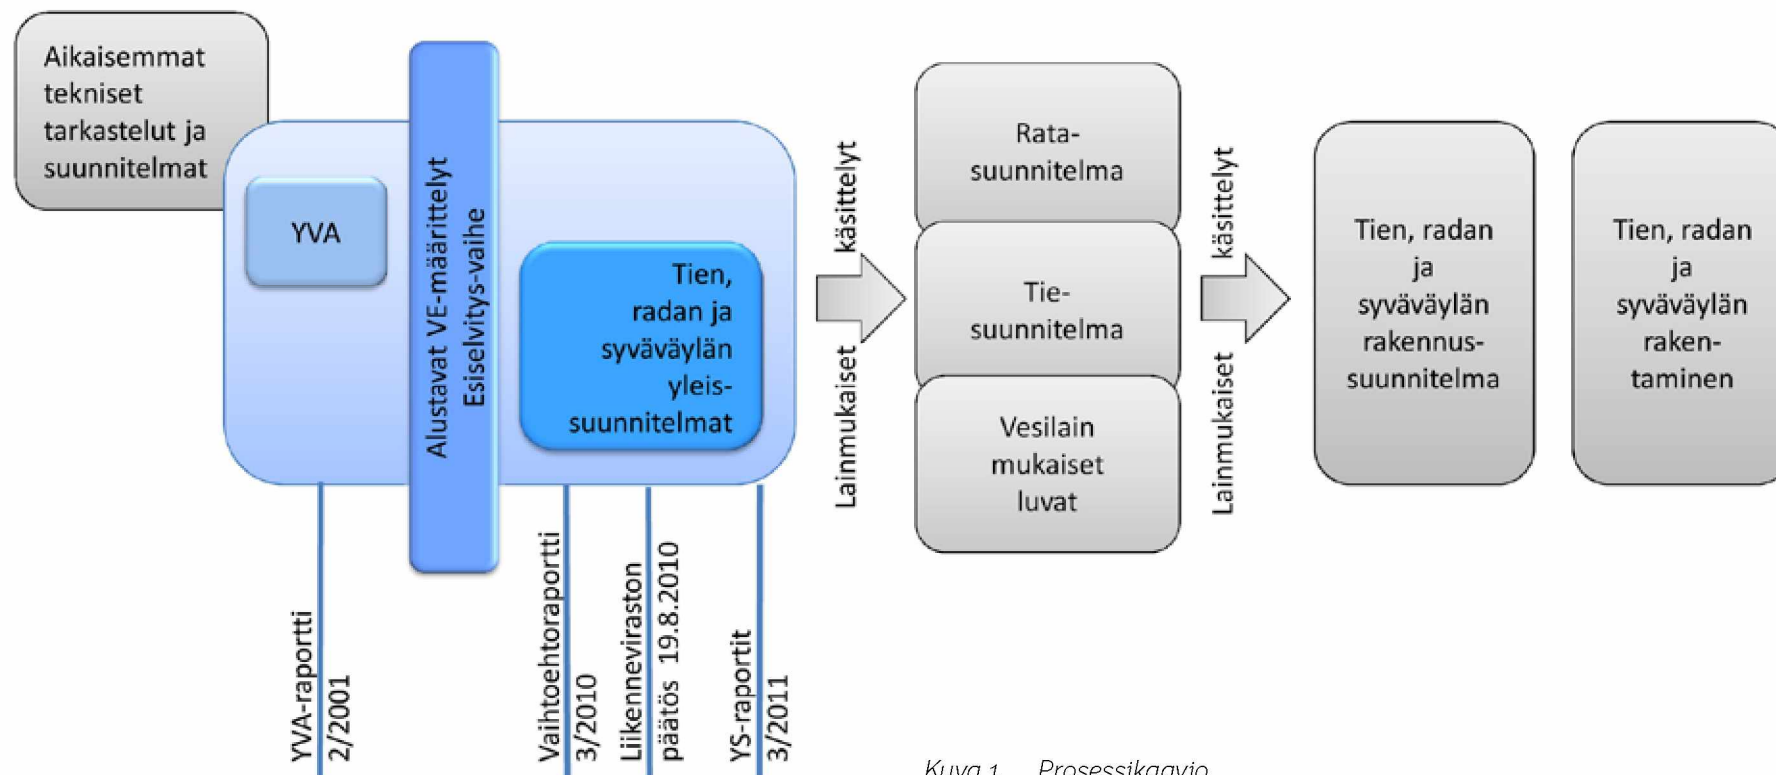 Aikaisemmat
tekniset
tarkastelut ja
suunnitelmat
YVA
Alustavat VE-määrittelyt
Esiselvitys-vaihe
Tien,
radan ja
syväväylän
yleis-
suunnitelmat
YVA-raportti
2/2001
Vaihtoehtoraportti
3/2010
Liikenneviraston
päätös 19.8.2010
YS-raportit
3/2011
Lainmukaiset käsittelyt
Rata-
suunnitelma
Tie-
suunnitelma
Vesilain
mukaiset
luvat
Lainmukaiset käsittelyt
Tien, radan
ja
syväväylän
rakennus-
suunnitelma
Tien, radan
ja
syväväylän
raken-
taminen
Kuva 1 Prosessikaavio